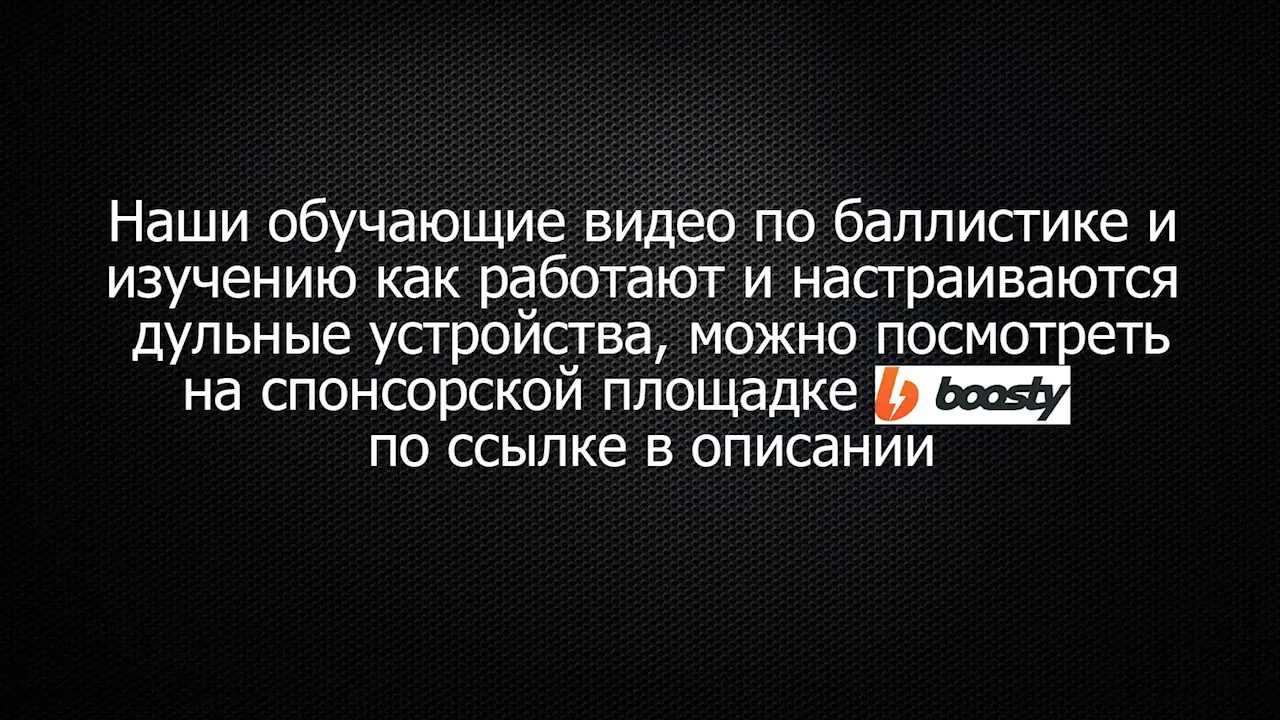 Наши обучающие видео по баллистике и
изучению как работают и настраиваются
дульные устройства, можно посмотреть
на спонсорской площадке boosty
по ссылке в описании